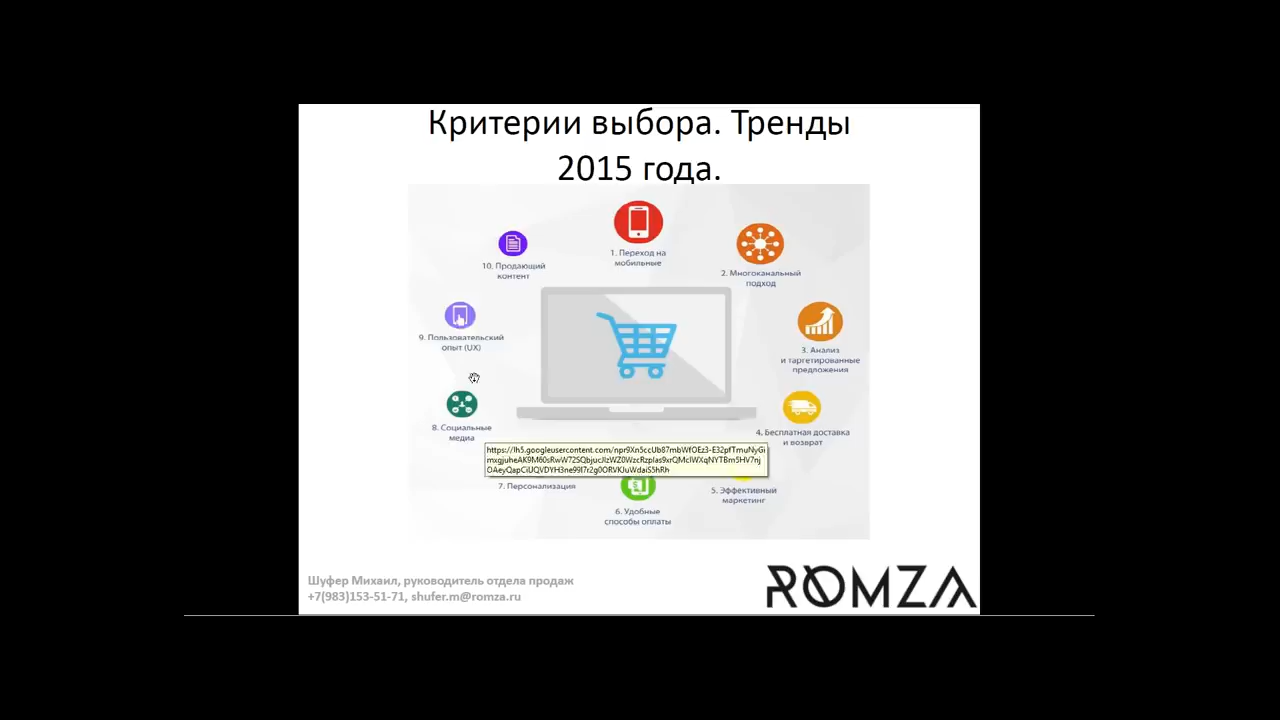 Критерии выбора. Тренды
2015 года.
1. Переход на
мобильные
2. Многоканальный
подход
3. Анализ
и таргетированные
предложения
4. Бесплатная доставка
и возврат
5. Эффективный
маркетинг
6. Удобные
способы оплаты
7. Персонализация
8. Социальные
медиа
9. Пользовательский
опыт (UX)
10. Продающий
контент
Шуфер Михаил, руководитель отдела продаж
+7(983)153-51-71, shufer.m@romza.ru
ROMZA